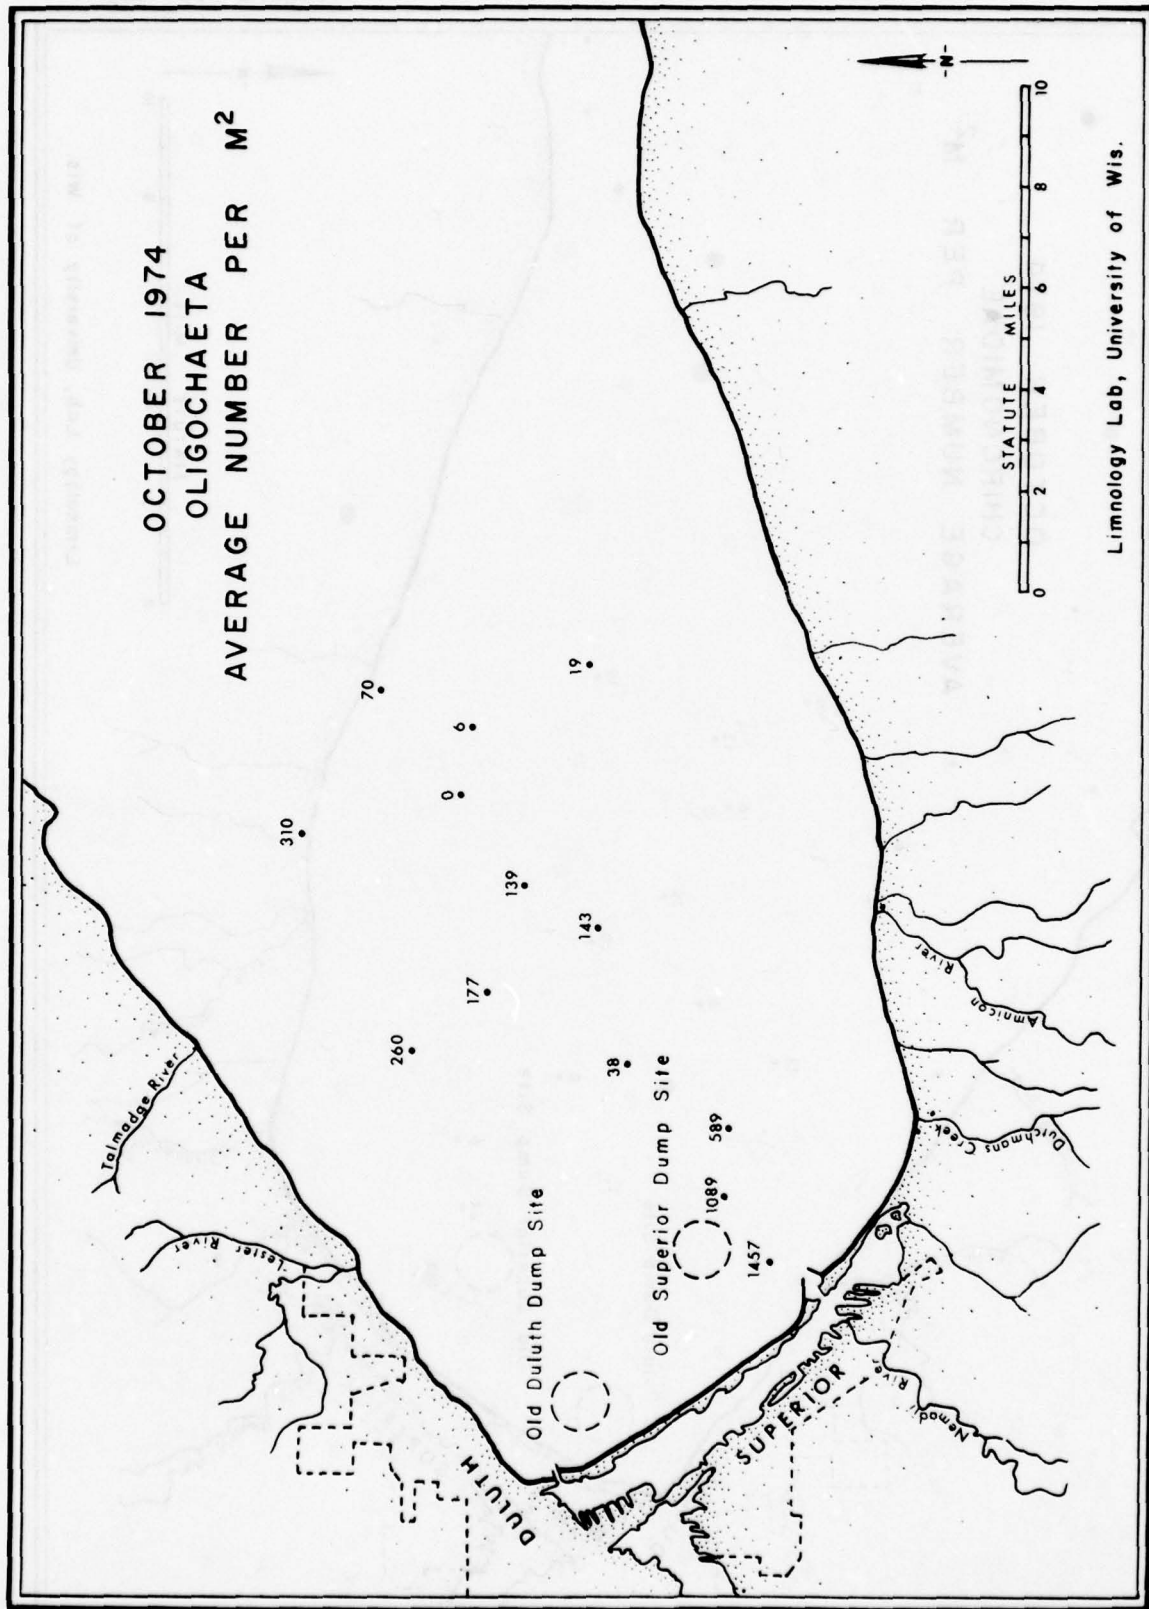 OCTOBER 1974
OLIGOCHAETA
AVERAGE NUMBER PER M²
Talmadge River
Lester River
310
70
6
0
19
139
143
177
260
38
589
1089
1457
Old Duluth Dump Site
Old Superior Dump Site
DULUTH
SUPERIOR
Nemadji River
Dutchmans Creek
Amnicon River
-N-
STATUTE MILES
0 2 4 6 8 10
Limnology Lab, University of Wis.